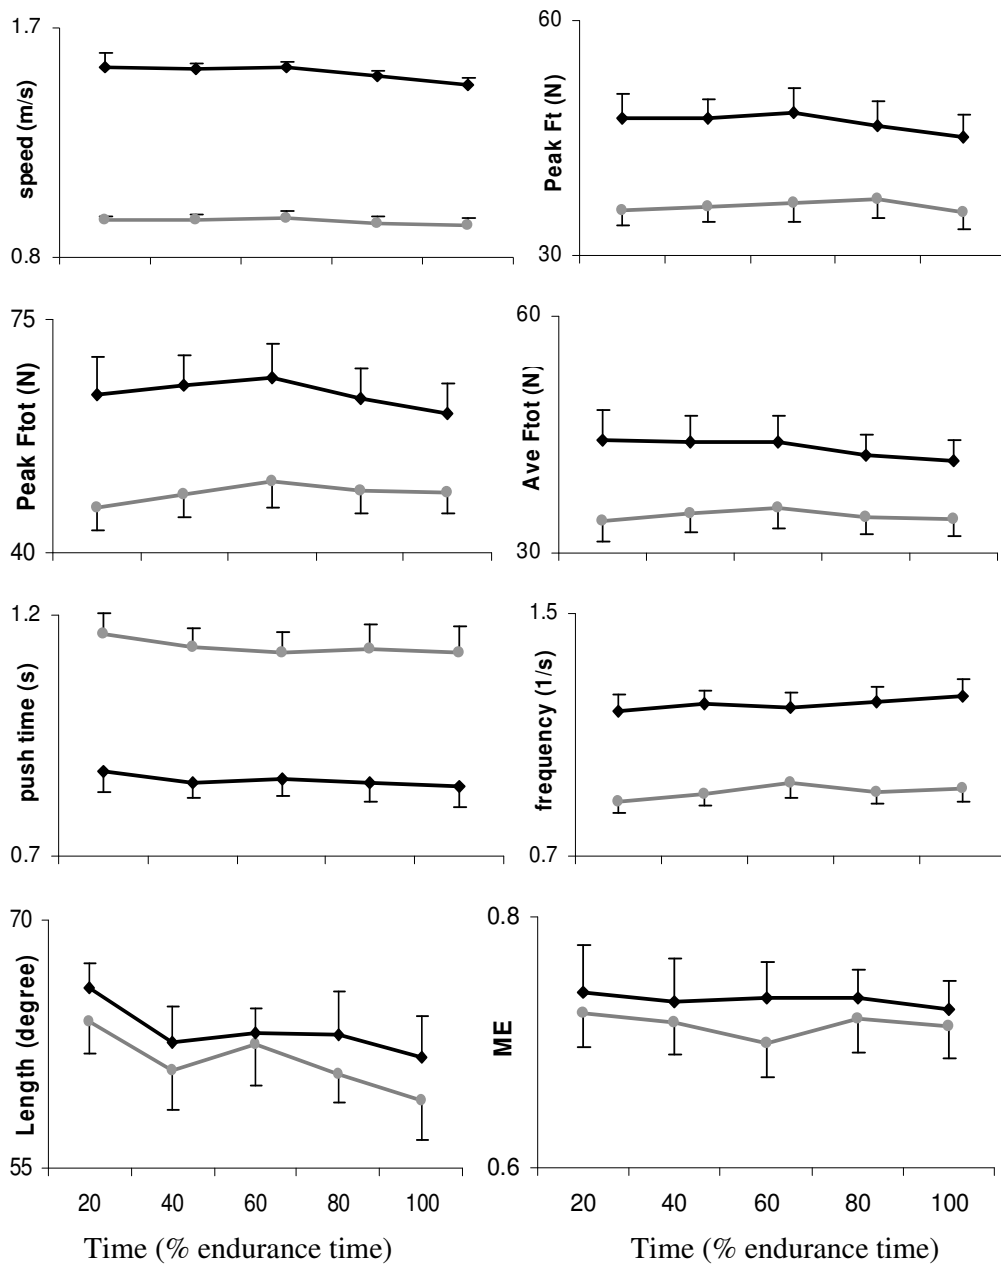 1.7
speed (m/s)
0.8
60
Peak Ft (N)
30
75
Peak Ftot (N)
40
60
Ave Ftot (N)
30
1.2
push time (s)
0.7
1.5
frequency (1/s)
0.7
70
Length (degree)
55
20 40 60 80 100
Time (% endurance time)
0.8
ME
0.6
20 40 60 80 100
Time (% endurance time)